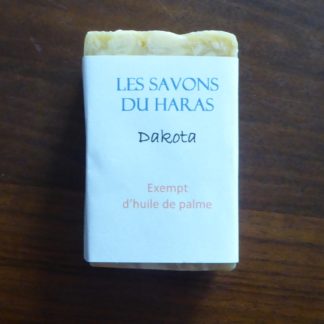 LES SAVONS
DU HARAS
Dakota
Exempt
d'huile de palme